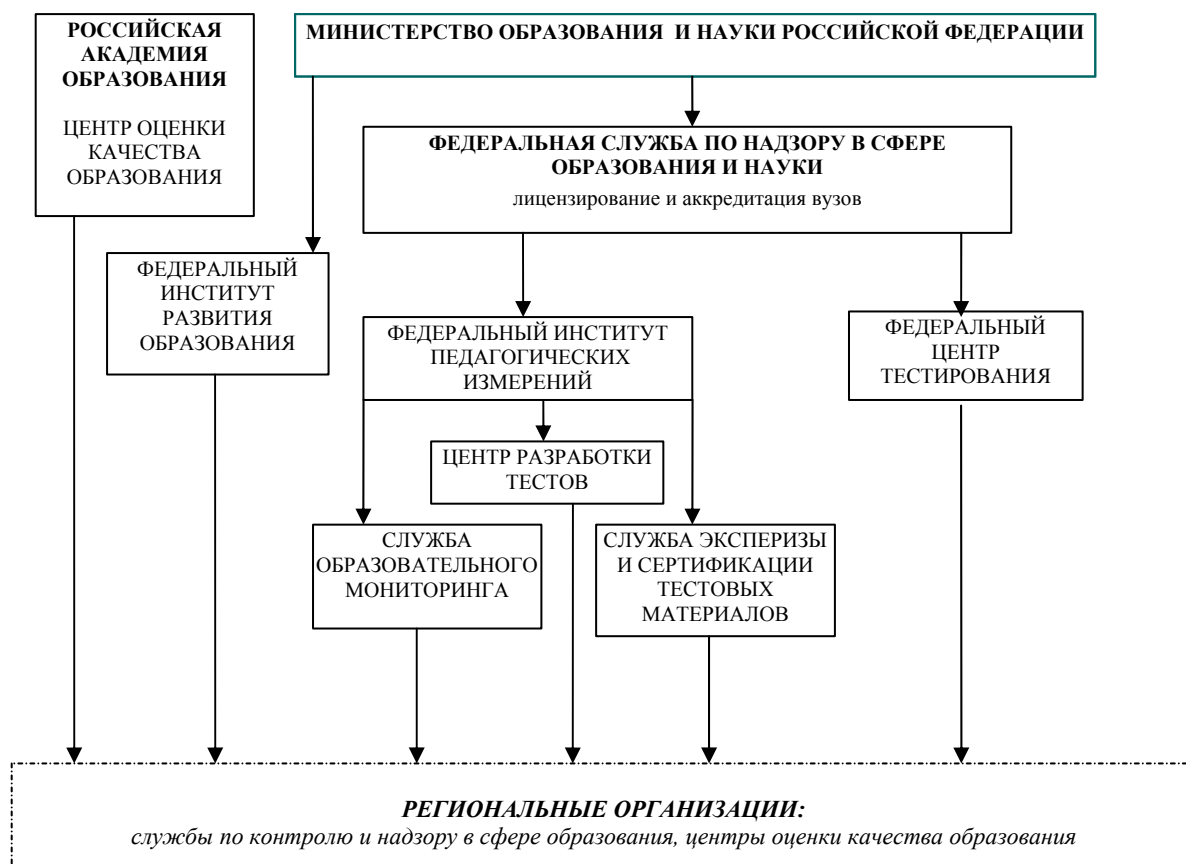 РОССИЙСКАЯ
АКАДЕМИЯ
ОБРАЗОВАНИЯ
ЦЕНТР ОЦЕНКИ
КАЧЕСТВА
ОБРАЗОВАНИЯ
МИНИСТЕРСТВО ОБРАЗОВАНИЯ И НАУКИ РОССИЙСКОЙ ФЕДЕРАЦИИ
ФЕДЕРАЛЬНАЯ СЛУЖБА ПО НАДЗОРУ В СФЕРЕ
ОБРАЗОВАНИЯ И НАУКИ
лицензирование и аккредитация вузов
ФЕДЕРАЛЬНЫЙ
ИНСТИТУТ
РАЗВИТИЯ
ОБРАЗОВАНИЯ
ФЕДЕРАЛЬНЫЙ ИНСТИТУТ
ПЕДАГОГИЧЕСКИХ
ИЗМЕРЕНИЙ
ФЕДЕРАЛЬНЫЙ
ЦЕНТР
ТЕСТИРОВАНИЯ
ЦЕНТР РАЗРАБОТКИ
ТЕСТОВ
СЛУЖБА
ОБРАЗОВАТЕЛЬНОГО
МОНИТОРИНГА
СЛУЖБА ЭКСПЕРИЗЫ
И СЕРТИФИКАЦИИ
ТЕСТОВЫХ
МАТЕРИАЛОВ
РЕГИОНАЛЬНЫЕ ОРГАНИЗАЦИИ:
службы по контролю и надзору в сфере образования, центры оценки качества образования